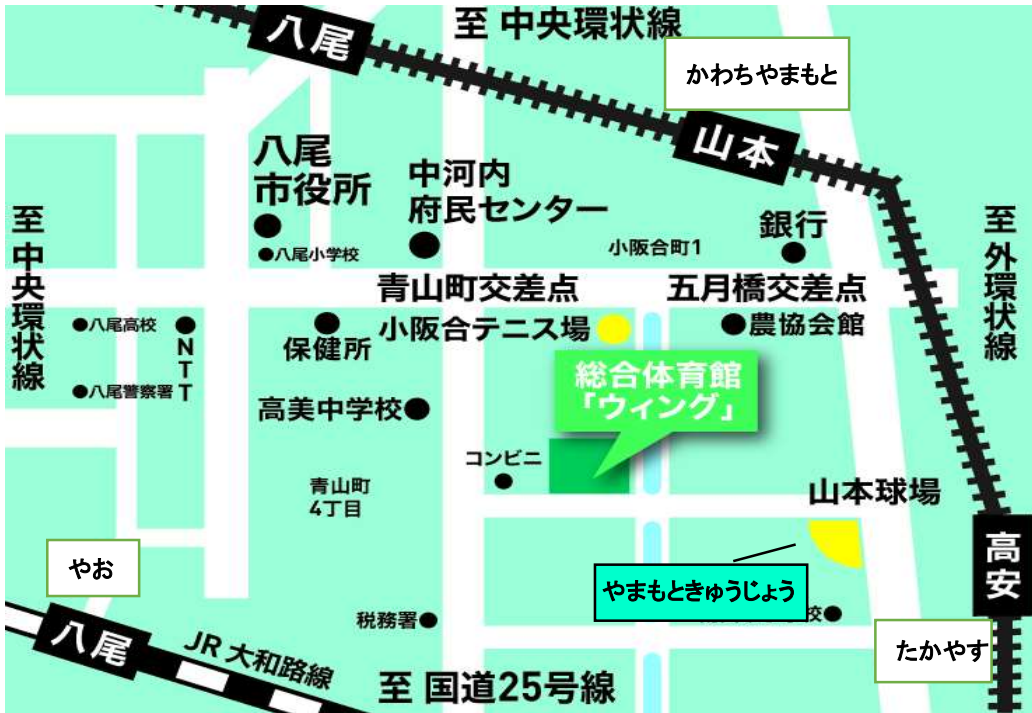 八尾
至 中央環状線
かわちやまもと
山本
八尾
市役所
中河内
府民センター
至 中央環状線
八尾小学校
小阪合町1
銀行
至 外環状線
青山町交差点
五月橋交差点
八尾高校
NTT
保健所
小阪合テニス場
農協会館
八尾警察署
総合体育館
「ウィング」
高美中学校
コンビニ
青山町
4丁目
山本球場
高安
やお
やまもときゅうじょう
税務署
校
たかやす
八尾
JR 大和路線
至 国道25号線